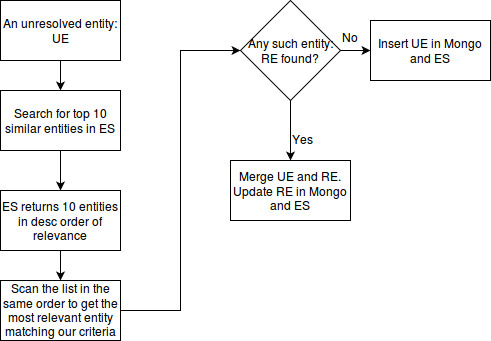 An unresolved entity:
UE
Search for top 10
similar entities in ES
ES returns 10 entities
in desc order of
relevance
Scan the list in the
same order to get the
most relevant entity
matching our criteria
Any such entity:
RE found?
No
Insert UE in Mongo
and ES
Yes
Merge UE and RE.
Update RE in Mongo
and ES